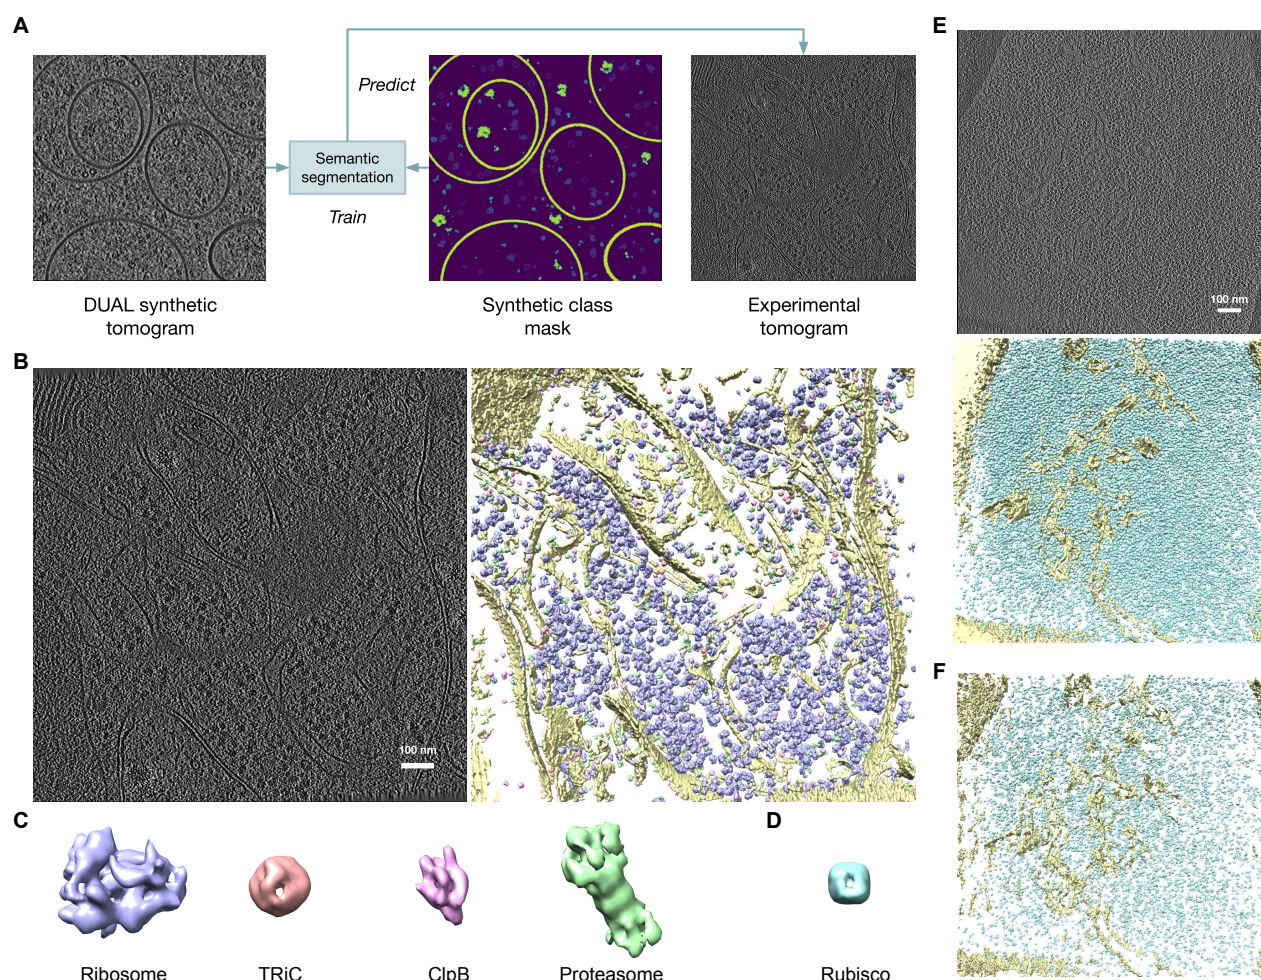 A
Predict
Semantic
segmentation
Train
DUAL synthetic
tomogram
Synthetic class
mask
Experimental
tomogram
E
100 nm
B
100 nm
F
C
D
Ribosome
TRiC
ClpB
Proteasome
Rubisco